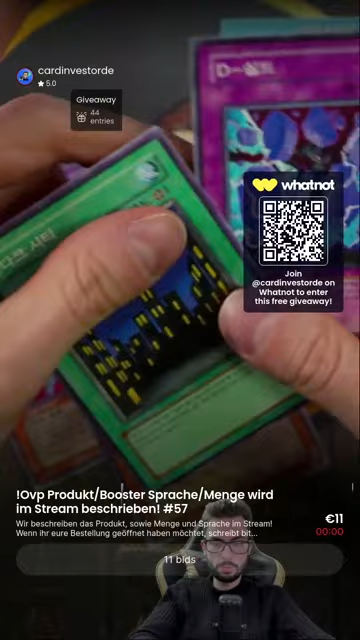 cardinvestorde
5.0
Giveaway
44
entries
whatnot
Join
@cardinvestorde on
Whatnot to enter
this free giveaway!
!Ovp Produkt/Booster Sprache/Menge wird
im Stream beschrieben! #57
€11
Wir beschreiben das Produkt, sowie Menge und Sprache im Stream!
00:00
Wenn ihr eure Bestellung geöffnet haben möchtet, schreibt bit...
11 bids